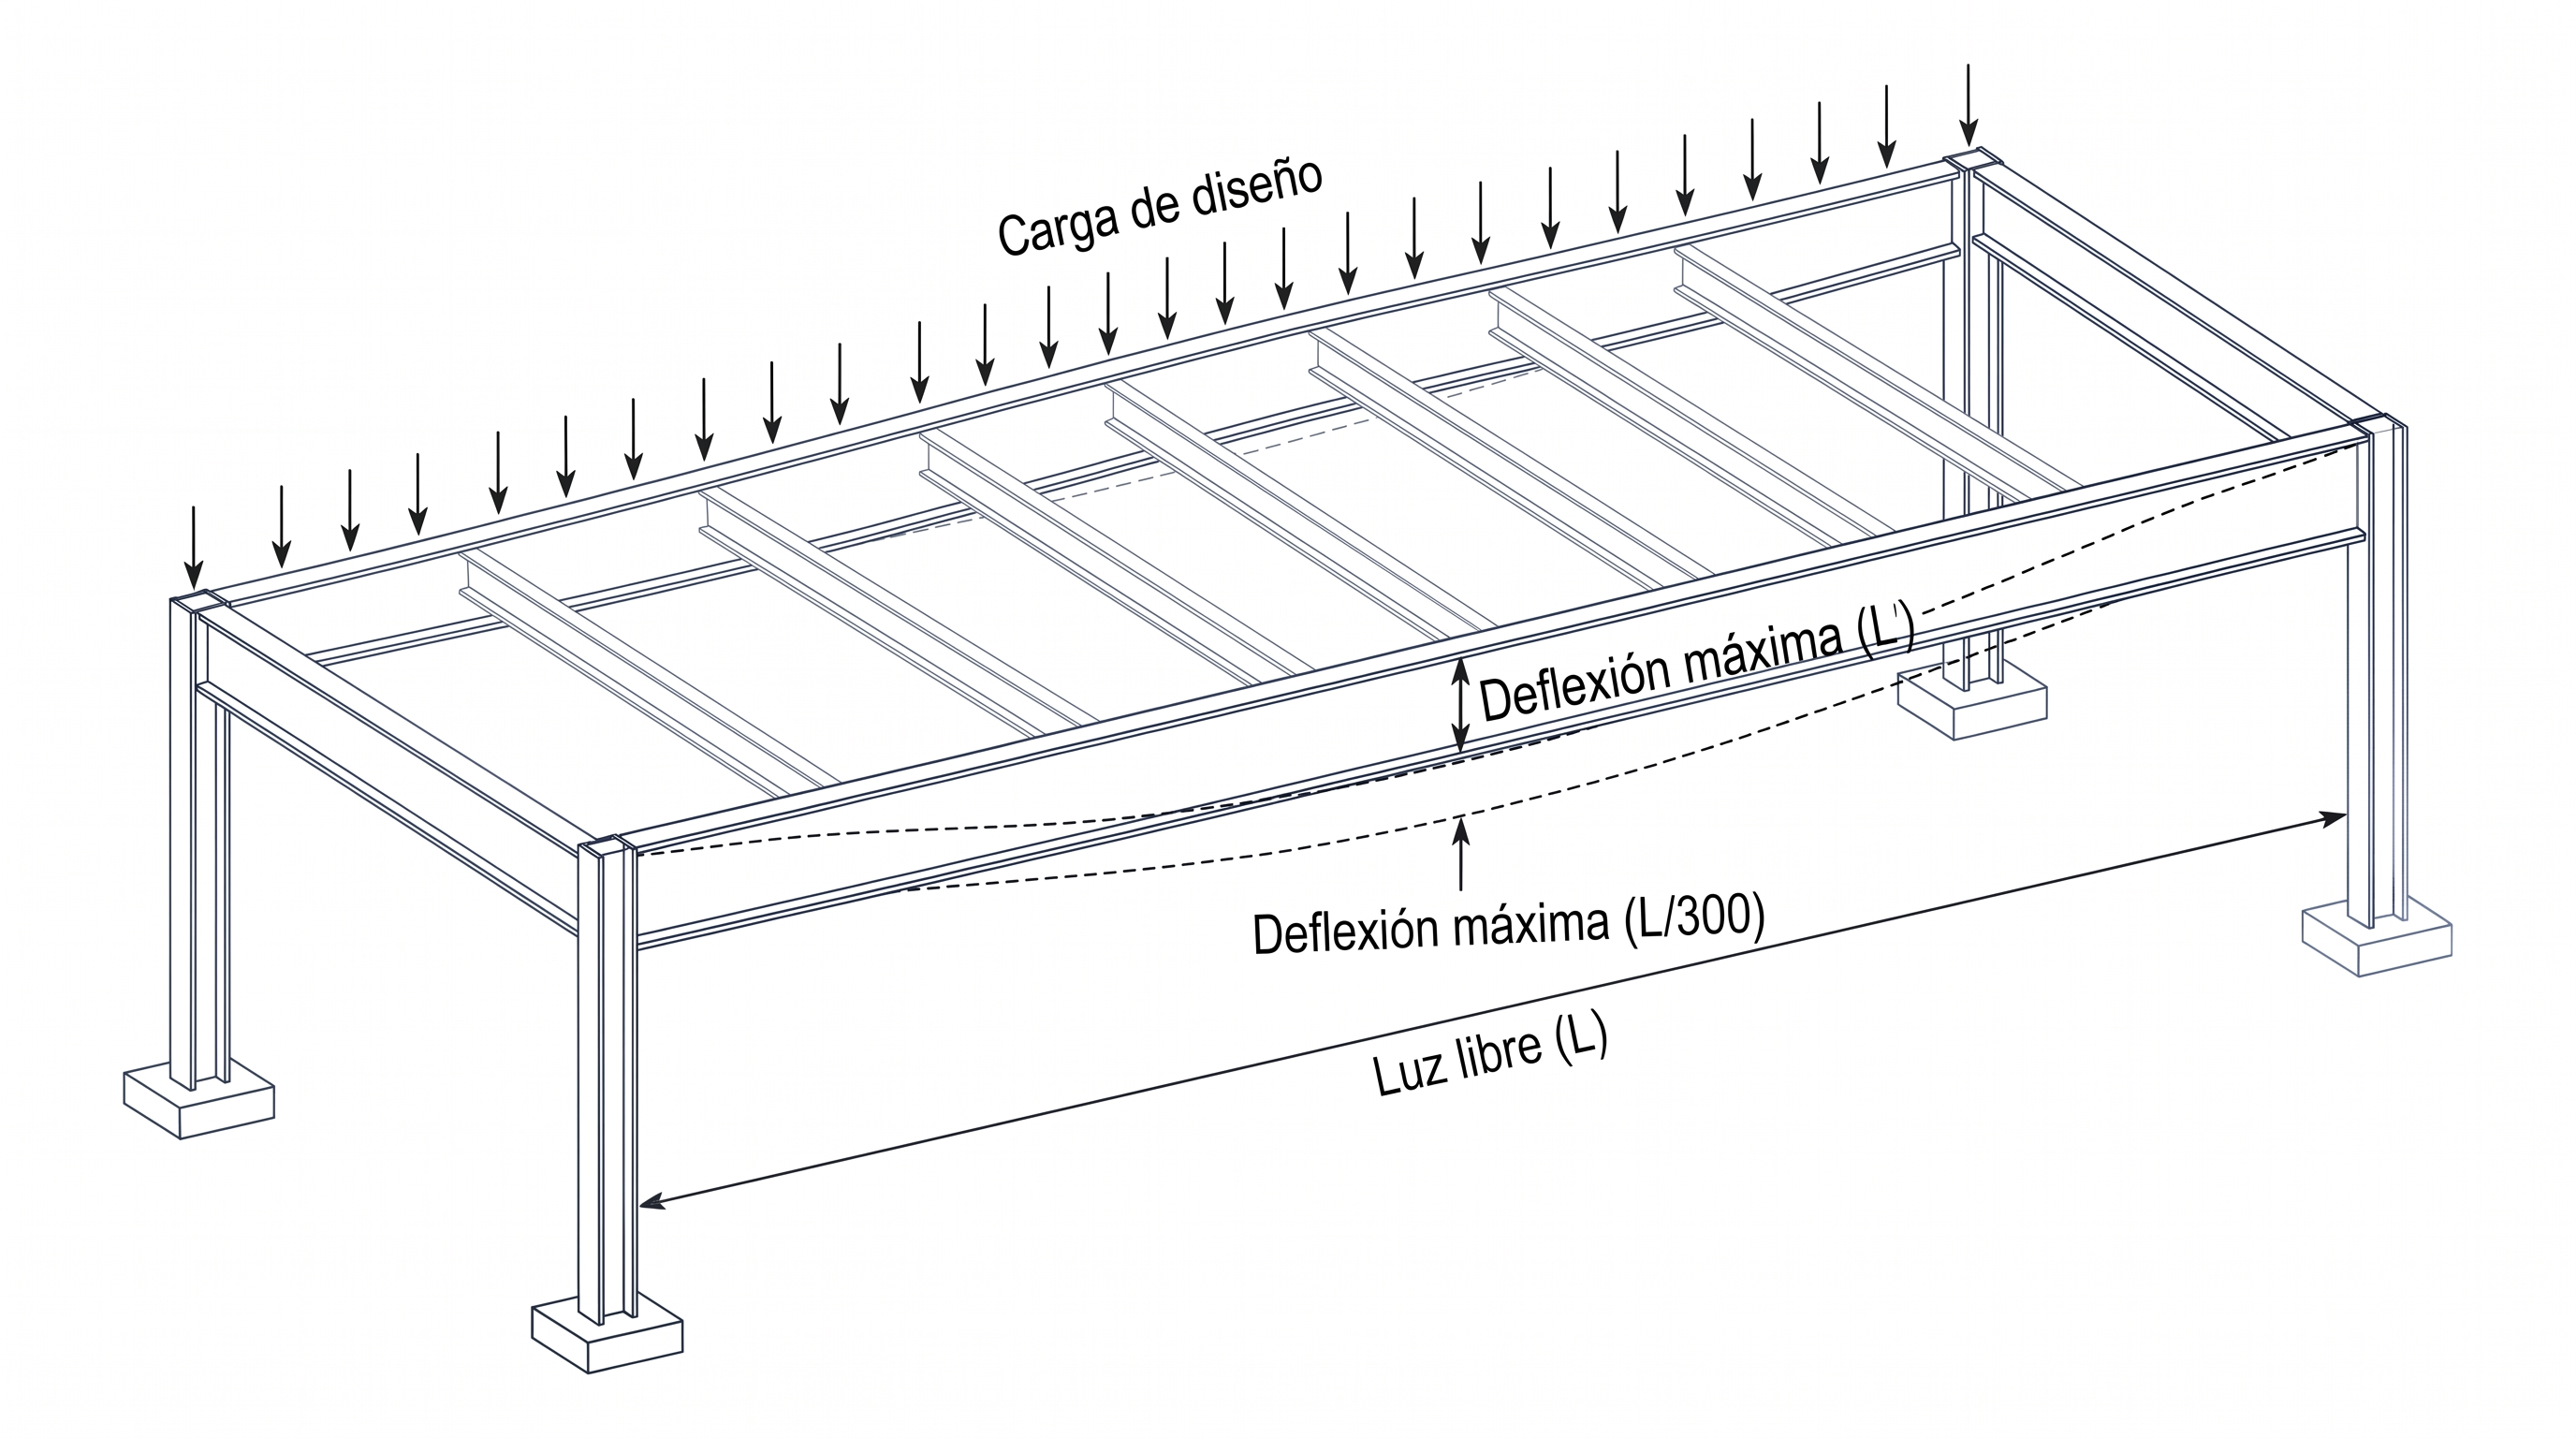 Carga de diseño
Deflexión máxima (L')
Deflexión máxima (L/300)
Luz libre (L)